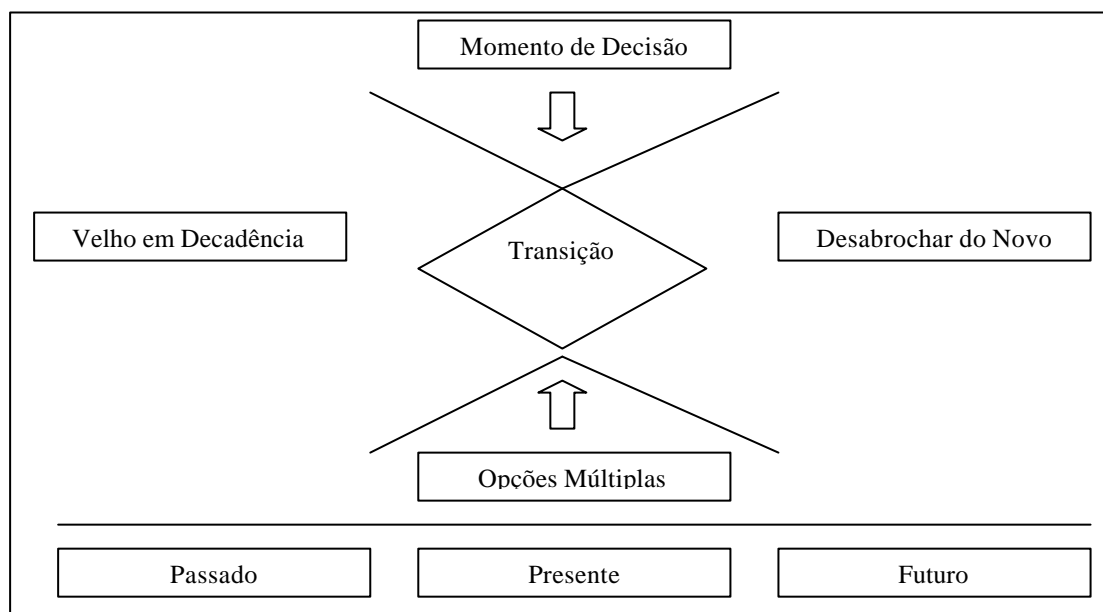 Momento de Decisão
Velho em Decadência
Transição
Desabrochar do Novo
Opções Múltiplas
Passado
Presente
Futuro